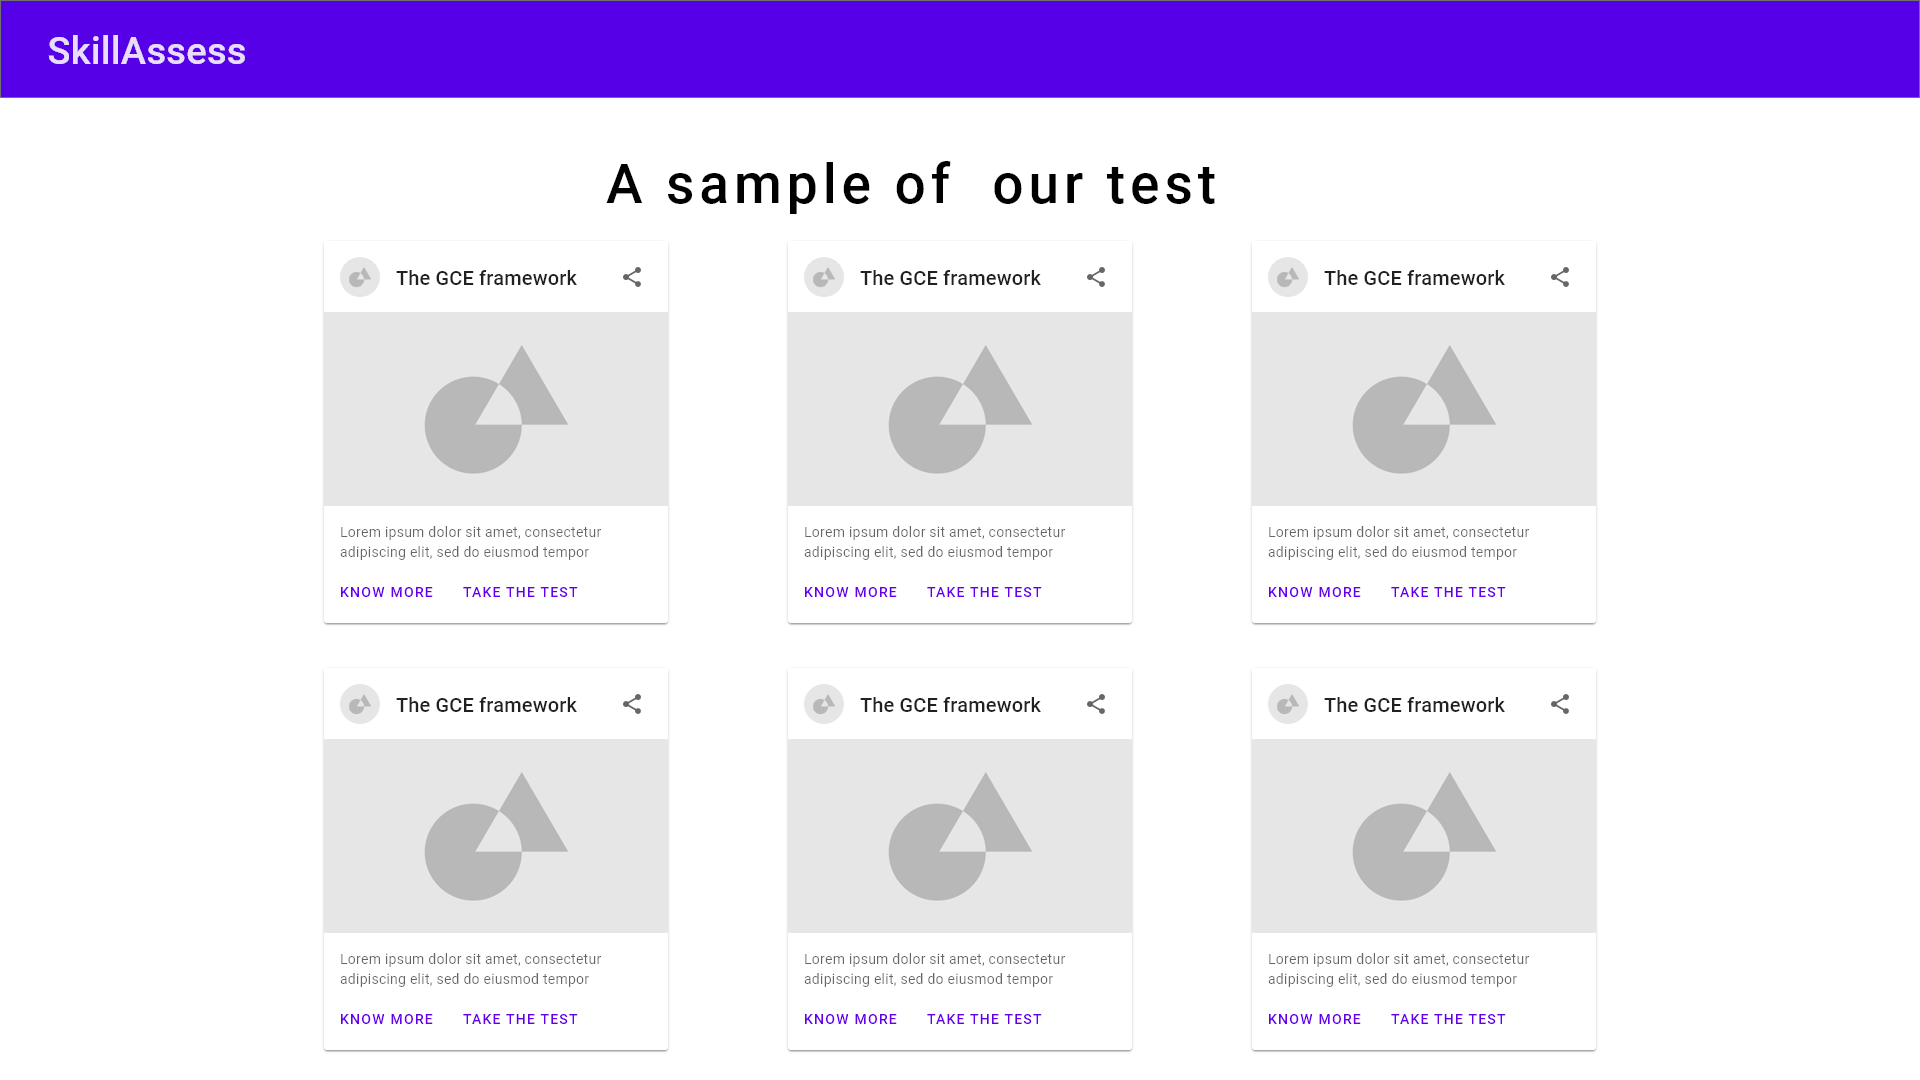 SkillAssess
A sample of  our test
The GCE framework
Lorem ipsum dolor sit amet, consectetur
adipiscing elit, sed do eiusmod tempor
KNOW MORE TAKE THE TEST
The GCE framework
Lorem ipsum dolor sit amet, consectetur
adipiscing elit, sed do eiusmod tempor
KNOW MORE TAKE THE TEST
The GCE framework
Lorem ipsum dolor sit amet, consectetur
adipiscing elit, sed do eiusmod tempor
KNOW MORE TAKE THE TEST
The GCE framework
Lorem ipsum dolor sit amet, consectetur
adipiscing elit, sed do eiusmod tempor
KNOW MORE TAKE THE TEST
The GCE framework
Lorem ipsum dolor sit amet, consectetur
adipiscing elit, sed do eiusmod tempor
KNOW MORE TAKE THE TEST
The GCE framework
Lorem ipsum dolor sit amet, consectetur
adipiscing elit, sed do eiusmod tempor
KNOW MORE TAKE THE TEST